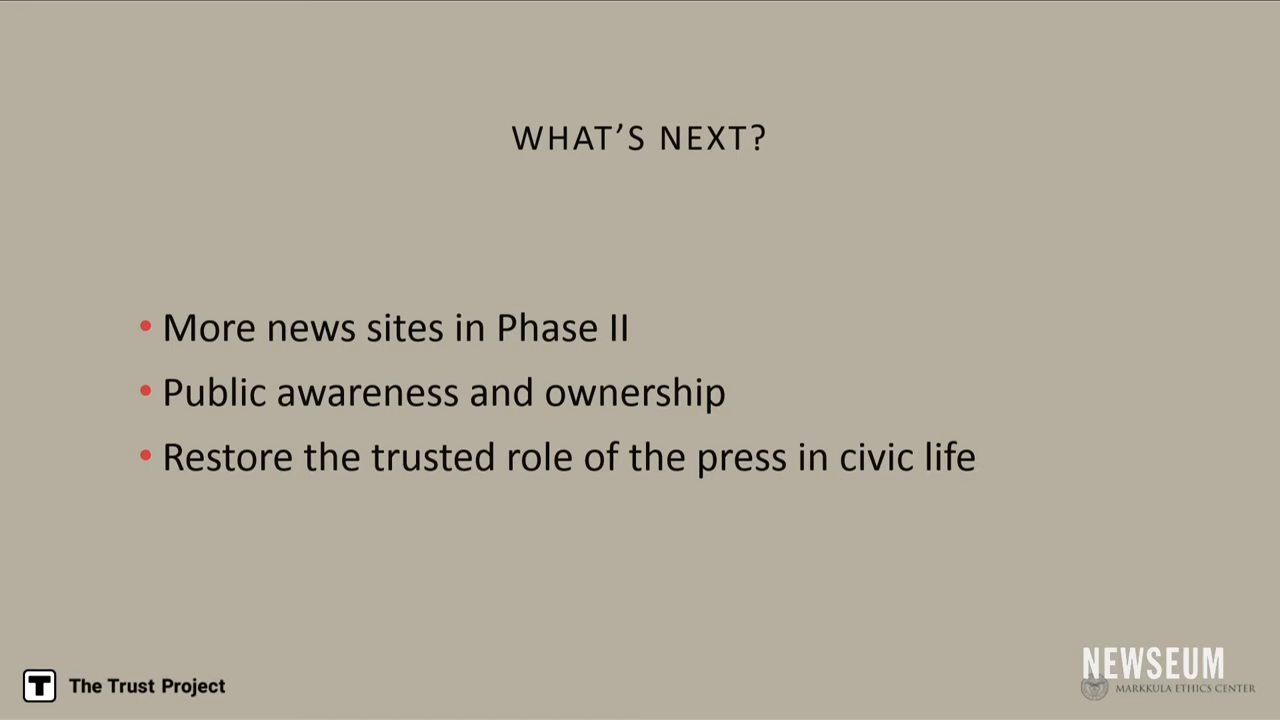 WHAT’S NEXT?
• More news sites in Phase II
• Public awareness and ownership
• Restore the trusted role of the press in civic life
T The Trust Project
NEWSEUM
MARKKULA ETHICS CENTER